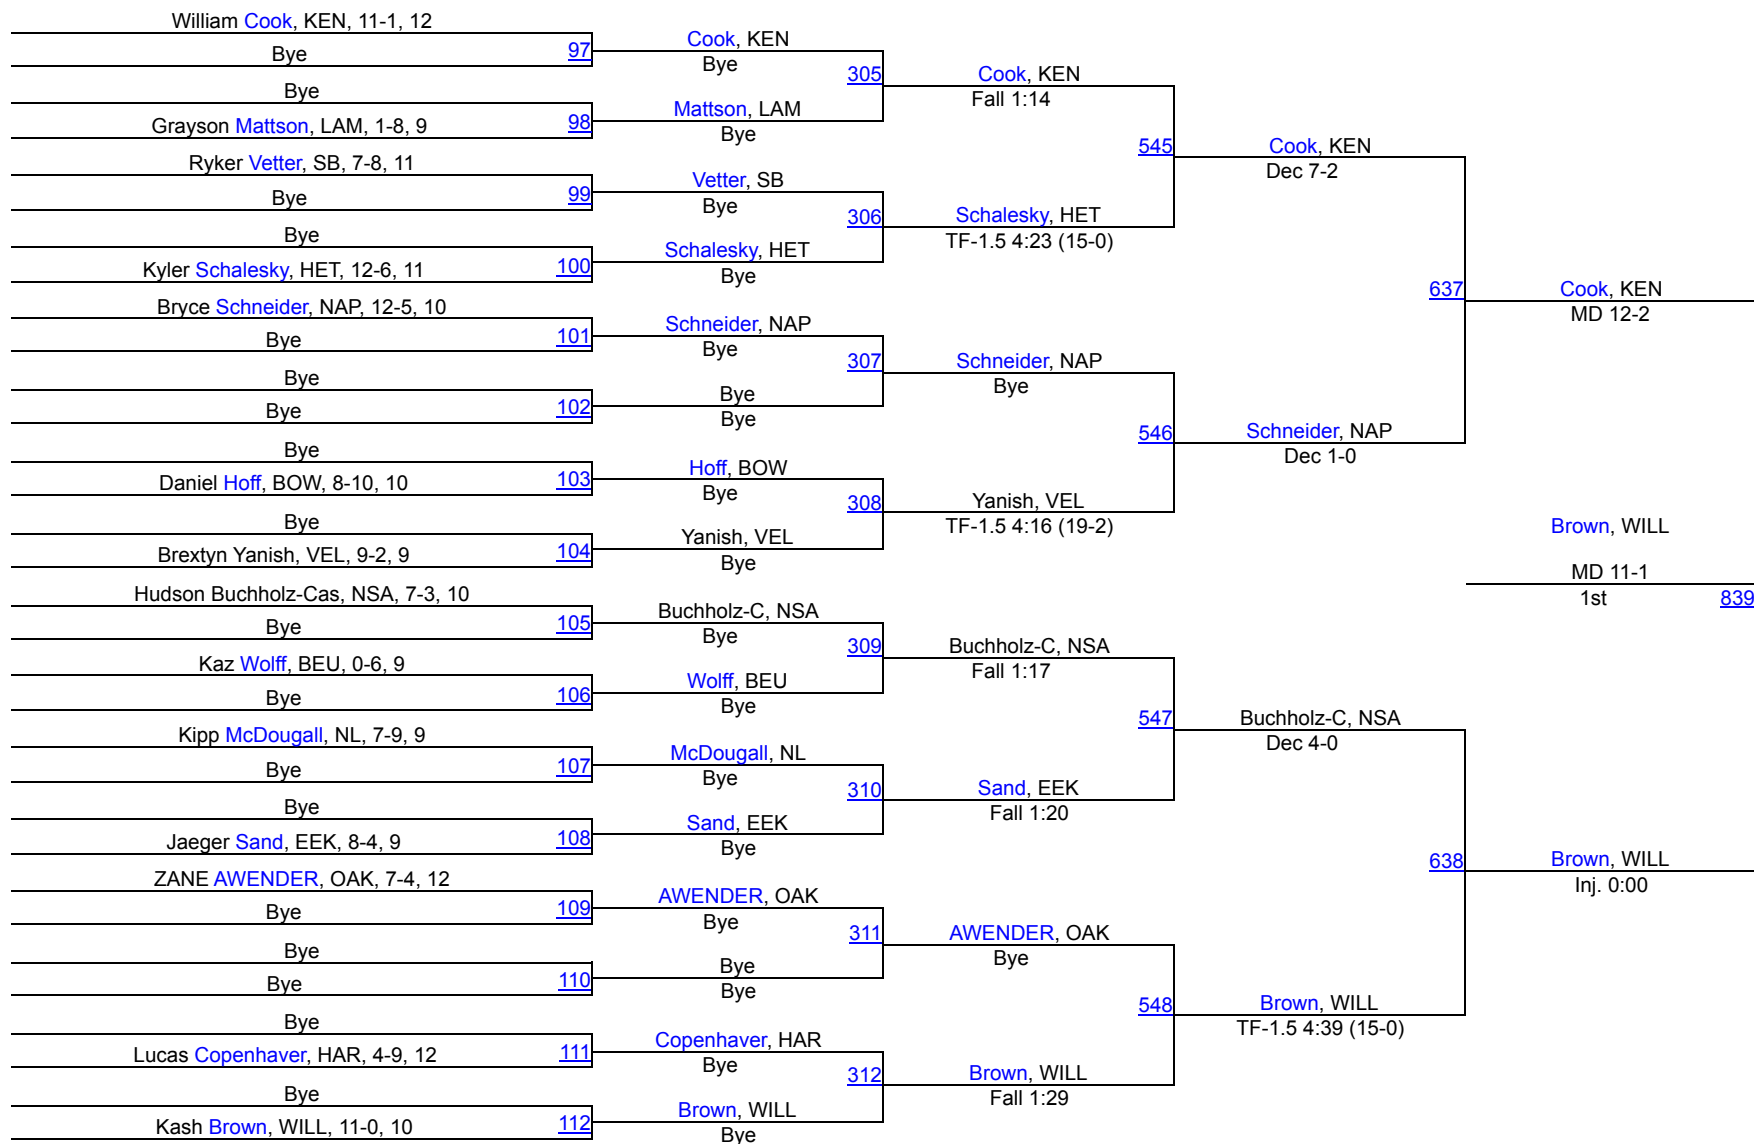 William Cook, KEN, 11-1, 12
Bye
97
Bye
Grayson Mattson, LAM, 1-8, 9
98
Ryker Vetter, SB, 7-8, 11
Bye
99
Bye
Kyler Schalesky, HET, 12-6, 11
100
Bryce Schneider, NAP, 12-5, 10
Bye
101
Bye
Bye
102
Bye
Daniel Hoff, BOW, 8-10, 10
103
Bye
Brextyn Yanish, VEL, 9-2, 9
104
Hudson Buchholz-Cas, NSA, 7-3, 10
Bye
105
Kaz Wolff, BEU, 0-6, 9
Bye
106
Kipp McDougall, NL, 7-9, 9
Bye
107
Bye
Jaeger Sand, EEK, 8-4, 9
108
ZANE AWENDER, OAK, 7-4, 12
Bye
109
Bye
Bye
110
Bye
Lucas Copenhaver, HAR, 4-9, 12
111
Bye
Kash Brown, WILL, 11-0, 10
112
Cook, KEN
Bye
305
Mattson, LAM
Bye
Vetter, SB
Bye
306
Schalesky, HET
Bye
Schneider, NAP
Bye
307
Bye
Bye
Hoff, BOW
Bye
308
Yanish, VEL
Bye
Buchholz-C, NSA
Bye
309
Wolff, BEU
Bye
McDougall, NL
Bye
310
Sand, EEK
Bye
AWENDER, OAK
Bye
311
Bye
Bye
Copenhaver, HAR
Bye
312
Brown, WILL
Bye
Cook, KEN
Fall 1:14
545
Schalesky, HET
TF-1.5 4:23 (15-0)
Schneider, NAP
Bye
546
Yanish, VEL
TF-1.5 4:16 (19-2)
Buchholz-C, NSA
Fall 1:17
547
Sand, EEK
Fall 1:20
AWENDER, OAK
Bye
548
Brown, WILL
Fall 1:29
Cook, KEN
Dec 7-2
637
Schneider, NAP
Dec 1-0
Buchholz-C, NSA
Dec 4-0
638
Brown, WILL
TF-1.5 4:39 (15-0)
Cook, KEN
MD 12-2
Brown, WILL
MD 11-1
1st
839
Brown, WILL
Inj. 0:00